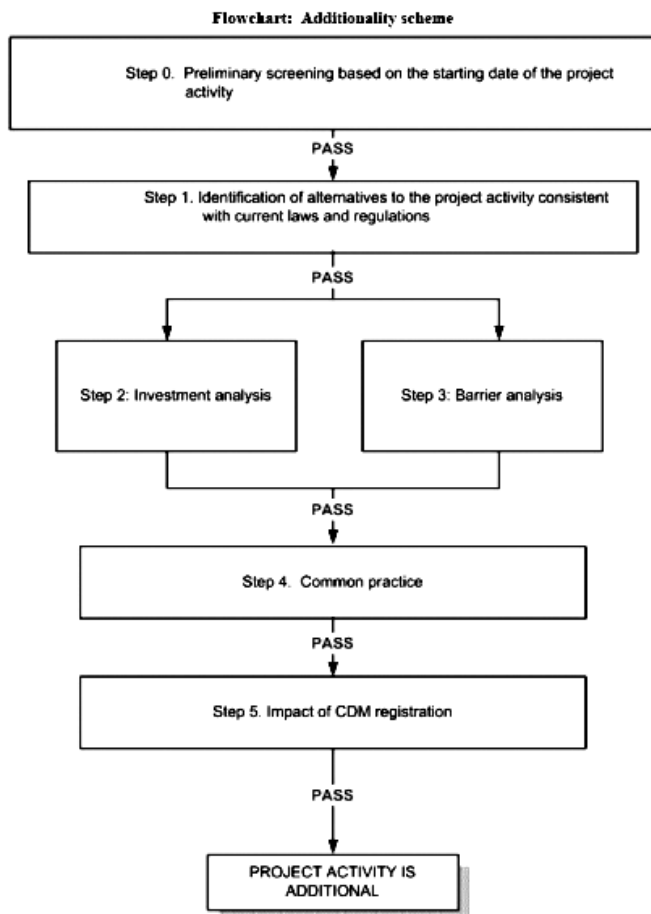 Flowchart: Additionality scheme
Step 0. Preliminary screening based on the starting date of the project
activity
PASS
Step 1. Identification of alternatives to the project activity consistent
with current laws and regulations
PASS
Step 2: Investment analysis
Step 3: Barrier analysis
PASS
Step 4. Common practice
PASS
Step 5. Impact of CDM registration
PASS
PROJECT ACTIVITY IS
ADDITIONAL